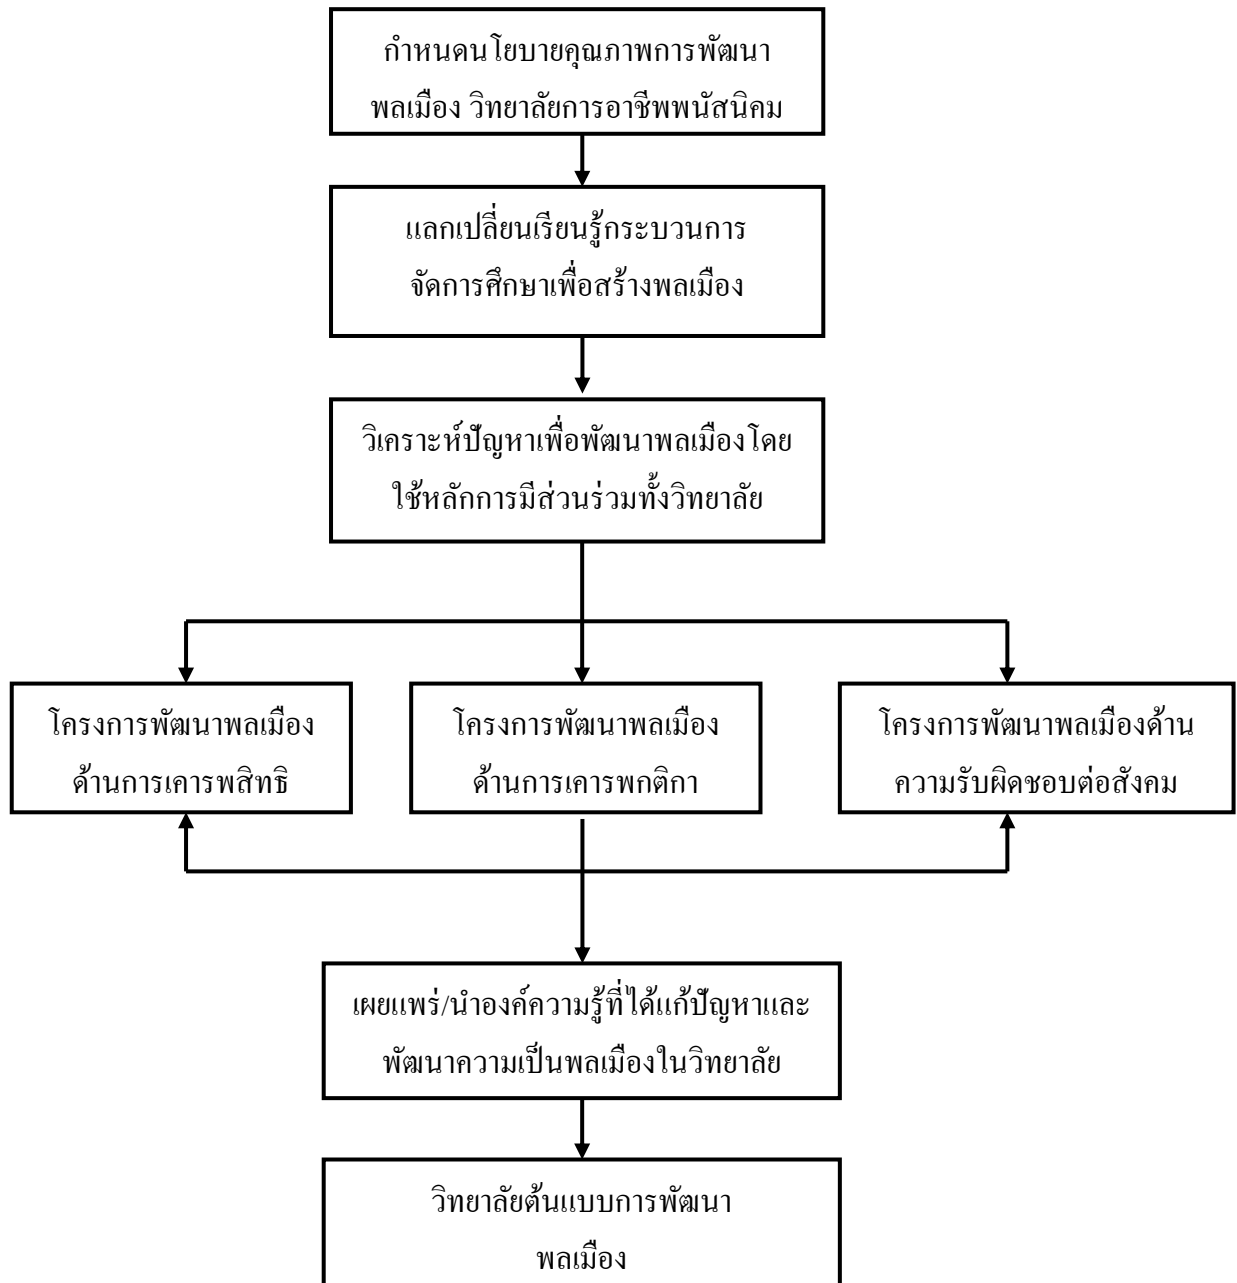 กำหนดนโยบายคุณภาพการพัฒนา
พลเมือง วิทยาลัยการอาชีพพนัสนิคม
แลกเปลี่ยนเรียนรู้กระบวนการ
จัดการศึกษาเพื่อสร้างพลเมือง
วิเคราะห์ปัญหาเพื่อพัฒนาพลเมืองโดย
ใช้หลักการมีส่วนร่วมทั้งวิทยาลัย
โครงการพัฒนาพลเมือง
ด้านการเคารพสิทธิ
โครงการพัฒนาพลเมือง
ด้านการเคารพกติกา
โครงการพัฒนาพลเมืองด้าน
ความรับผิดชอบต่อสังคม
เผยแพร่/นำองค์ความรู้ที่ได้แก้ปัญหาและ
พัฒนาความเป็นพลเมืองในวิทยาลัย
วิทยาลัยต้นแบบการพัฒนา
พลเมือง